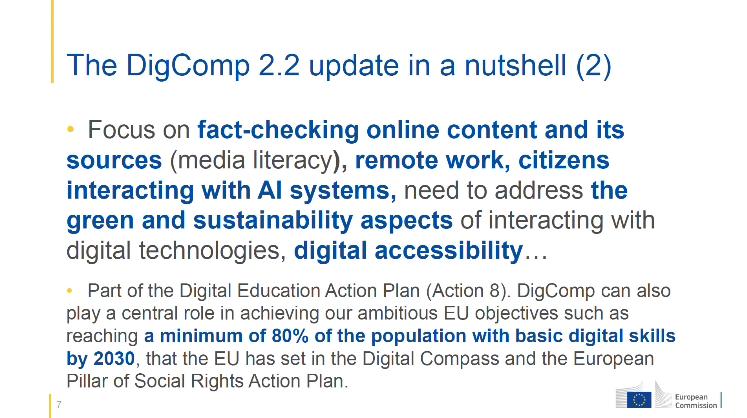 The DigComp 2.2 update in a nutshell (2)
• Focus on fact-checking online content and its
sources (media literacy), remote work, citizens
interacting with AI systems, need to address the
green and sustainability aspects of interacting with
digital technologies, digital accessibility…
• Part of the Digital Education Action Plan (Action 8). DigComp can also
play a central role in achieving our ambitious EU objectives such as
reaching a minimum of 80% of the population with basic digital skills
by 2030, that the EU has set in the Digital Compass and the European
Pillar of Social Rights Action Plan.
7
European
Commission